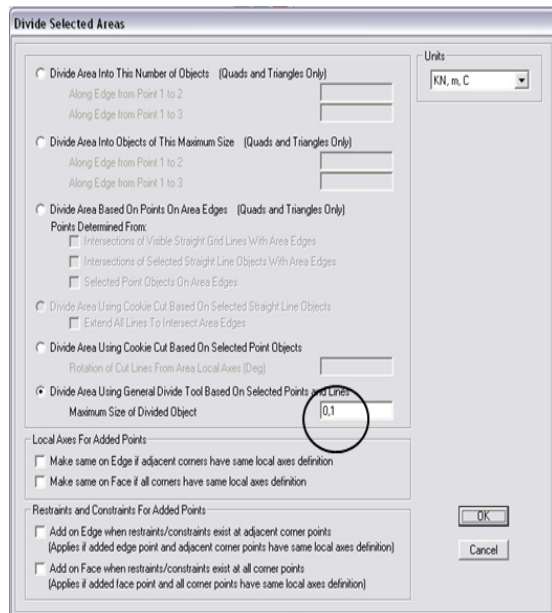 Divide Selected Areas
Units
KN, m, C
Divide Area Into This Number of Objects (Quads and Triangles Only)
Along Edge from Point 1 to 2
Along Edge from Point 1 to 3
Divide Area Into Objects of This Maximum Size (Quads and Triangles Only)
Along Edge from Point 1 to 2
Along Edge from Point 1 to 3
Divide Area Based On Points On Area Edges (Quads and Triangles Only)
Points Determined From:
Intersections of Visible Straight Grid Lines With Area Edges
Intersections of Selected Straight Line Objects With Area Edges
Selected Point Objects On Area Edges
Divide Area Using Cookie Cut Based On Selected Straight Line Objects
Extend All Lines To Intersect Area Edges
Divide Area Using Cookie Cut Based On Selected Point Objects
Rotation of Cut Lines From Area Local Axes (Deg)
Divide Area Using General Divide Tool Based On Selected Points and Lines
Maximum Size of Divided Object 0,1
Local Axes For Added Points
Make same on Edge if adjacent corners have same local axes definition
Make same on Face if all corners have same local axes definition
Restraints and Constraints For Added Points
Add on Edge when restraints/constraints exist at adjacent corner points
(Applies if added edge point and adjacent corner points have same local axes definition)
Add on Face when restraints/constraints exist at all corner points
(Applies if added face point and all corner points have same local axes definition)
OK
Cancel